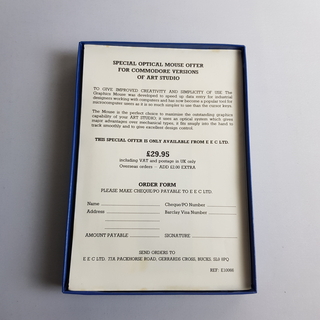 SPECIAL OPTICAL MOUSE OFFER
FOR COMMODORE VERSIONS
OF ART STUDIO
TO GIVE IMPROVED CREATIVITY AND SIMPLICITY OF USE The
Graphics Mouse was developed to speed up data entry for industrial
designers working with computers and has now become a popular tool for
microcomputer users as it is so much simpler to use than the cursor keys.
The Mouse is the perfect choice to maximise the outstanding graphics
capability of your ART STUDIO, it uses an optical system which gives
major advantages over mechanical types, it fits snugly into the hand to
track smoothly and to give excellent design control.
THIS SPECIAL OFFER IS ONLY AVAILABLE FROM E E C LTD.
£29.95
including VAT and postage in UK only
Overseas orders - ADD £2.00 EXTRA
ORDER FORM
PLEASE MAKE CHEQUE/PO PAYABLE TO E E C LTD.
Name Cheque/PO Number
Address Barclay Visa Number
AMOUNT PAYABLE SIGNATURE
SEND ORDERS TO
E E C LTD, 71A PACKHORSE ROAD, GERRARDS CROSS, BUCKS. SL9 8PQ
REF: E10088